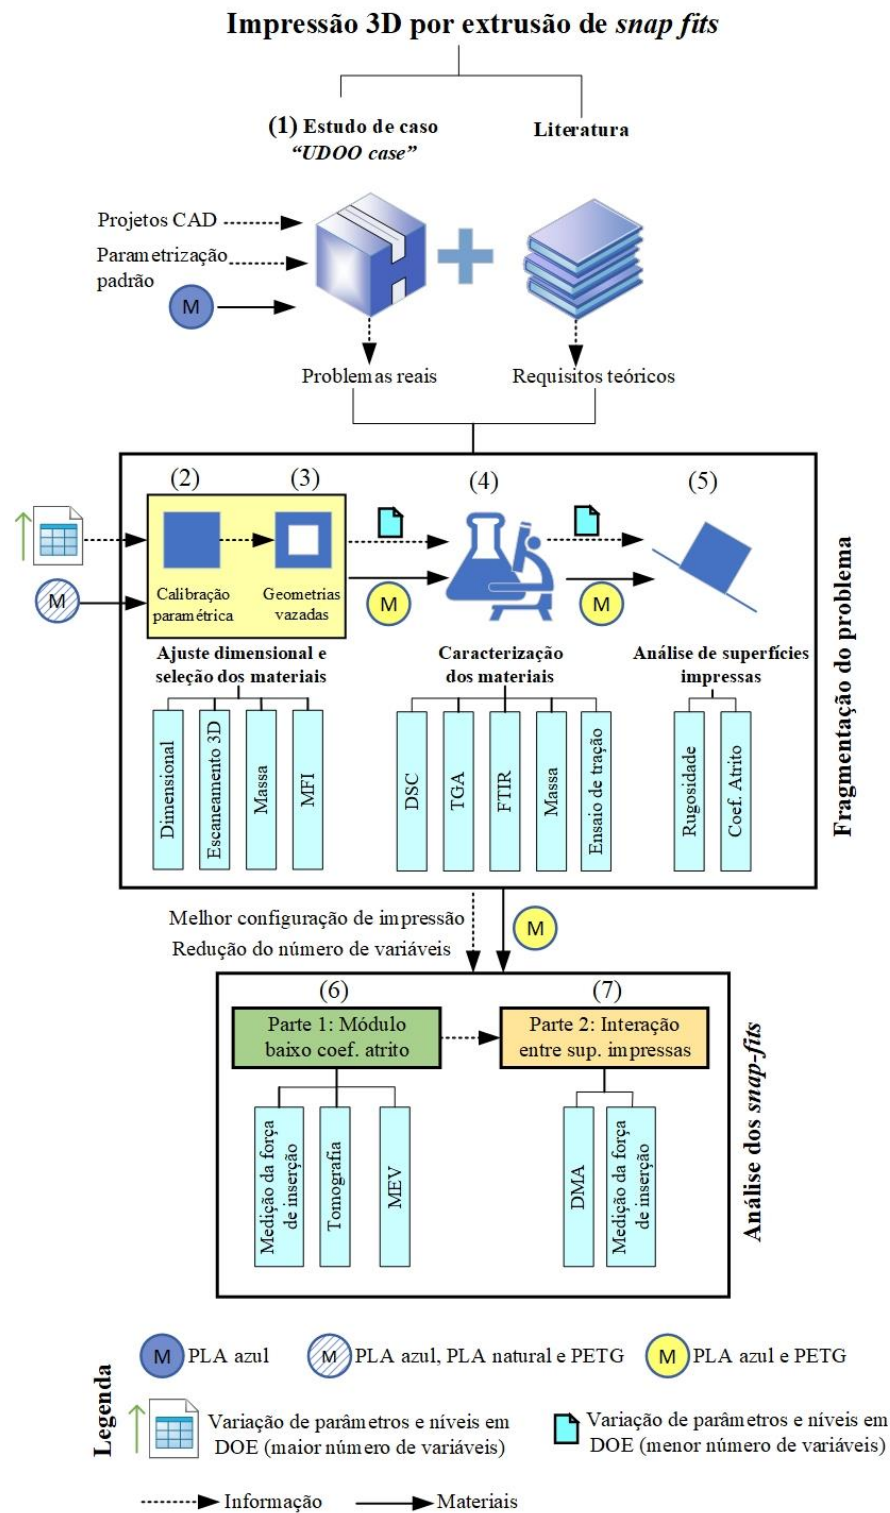 Impressão 3D por extrusão de snap fits
(1) Estudo de caso
“UDOO case”
Literatura
Projetos CAD
Parametrização
padrão
M
Problemas reais
Requisitos teóricos
(2)
(3)
(4)
(5)
M
Calibração
paramétrica
Geometrias
vazadas
M
M
Ajuste dimensional e
seleção dos materiais
Caracterização
dos materiais
Análise de superfícies
impressas
Dimensional
Escaneamento 3D
Massa
MFI
DSC
TGA
FTIR
Massa
Ensaio de tração
Rugosidade
Coef. Atrito
Fragmentação do problema
Melhor configuração de impressão
Redução do número de variáveis
M
(6)
(7)
Parte 1: Módulo
baixo coef. atrito
Parte 2: Interação
entre sup. impressas
Medição da força
de inserção
Tomografia
MEV
DMA
Medição da força
de inserção
Análise dos snap-fits
Legenda
M PLA azul
M PLA azul, PLA natural e PETG
M PLA azul e PETG
Variação de parâmetros e níveis em
DOE (maior número de variáveis)
Variação de parâmetros e níveis em
DOE (menor número de variáveis)
Informação
Materiais